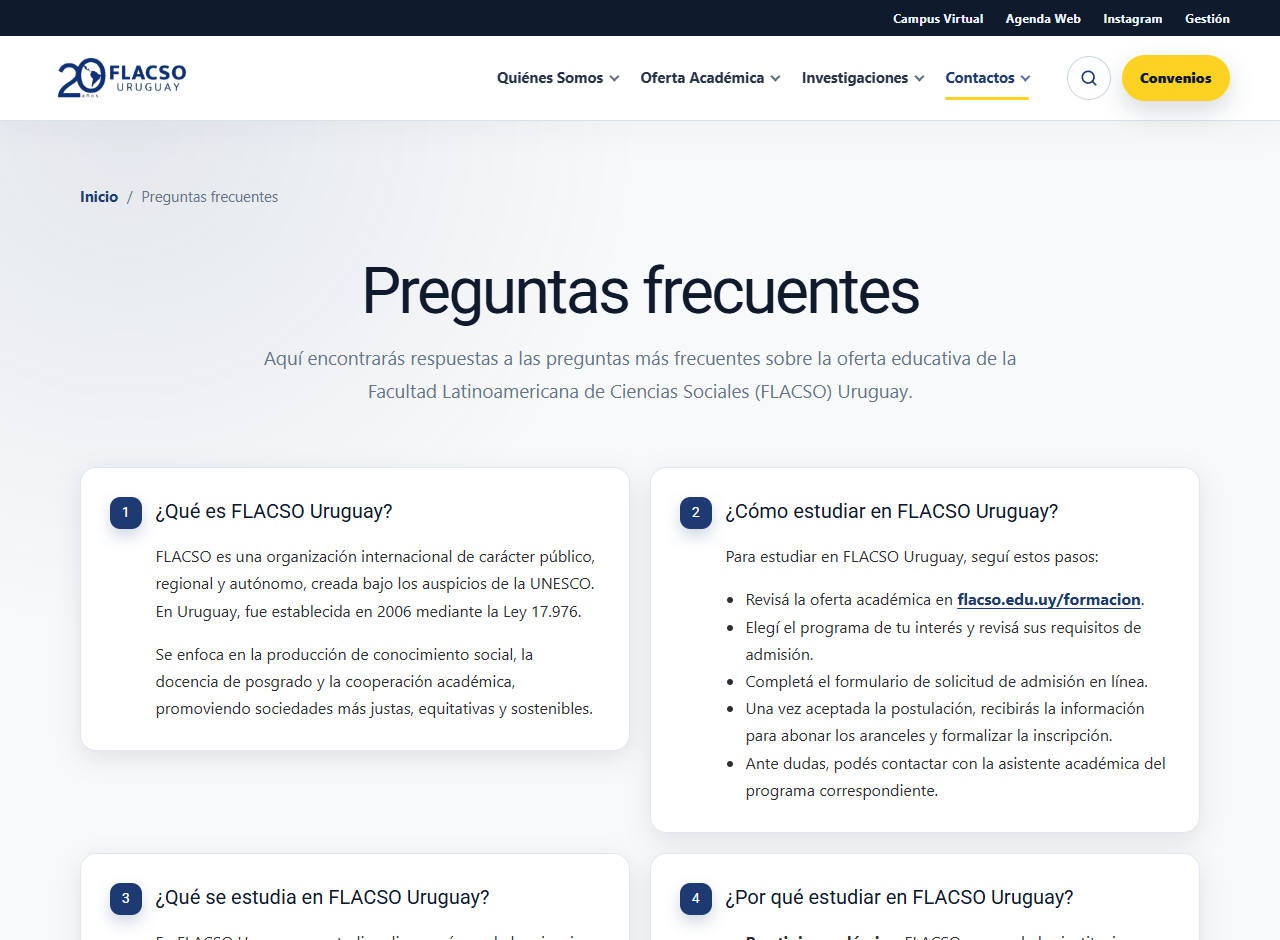 Campus Virtual Agenda Web Instagram Gestión
20 años FLACSO URUGUAY
Quiénes Somos Oferta Académica Investigaciones Contactos Convenios
Inicio / Preguntas frecuentes
Preguntas frecuentes
Aquí encontrarás respuestas a las preguntas más frecuentes sobre la oferta educativa de la
Facultad Latinoamericana de Ciencias Sociales (FLACSO) Uruguay.
1 ¿Qué es FLACSO Uruguay?
FLACSO es una organización internacional de carácter público,
regional y autónomo, creada bajo los auspicios de la UNESCO.
En Uruguay, fue establecida en 2006 mediante la Ley 17.976.
Se enfoca en la producción de conocimiento social, la
docencia de posgrado y la cooperación académica,
promoviendo sociedades más justas, equitativas y sostenibles.
2 ¿Cómo estudiar en FLACSO Uruguay?
Para estudiar en FLACSO Uruguay, seguí estos pasos:
• Revisá la oferta académica en flacso.edu.uy/formacion.
• Elegí el programa de tu interés y revisá sus requisitos de
admisión.
• Completá el formulario de solicitud de admisión en línea.
• Una vez aceptada la postulación, recibirás la información
para abonar los aranceles y formalizar la inscripción.
• Ante dudas, podés contactar con la asistente académica del
programa correspondiente.
3 ¿Qué se estudia en FLACSO Uruguay?
4 ¿Por qué estudiar en FLACSO Uruguay?